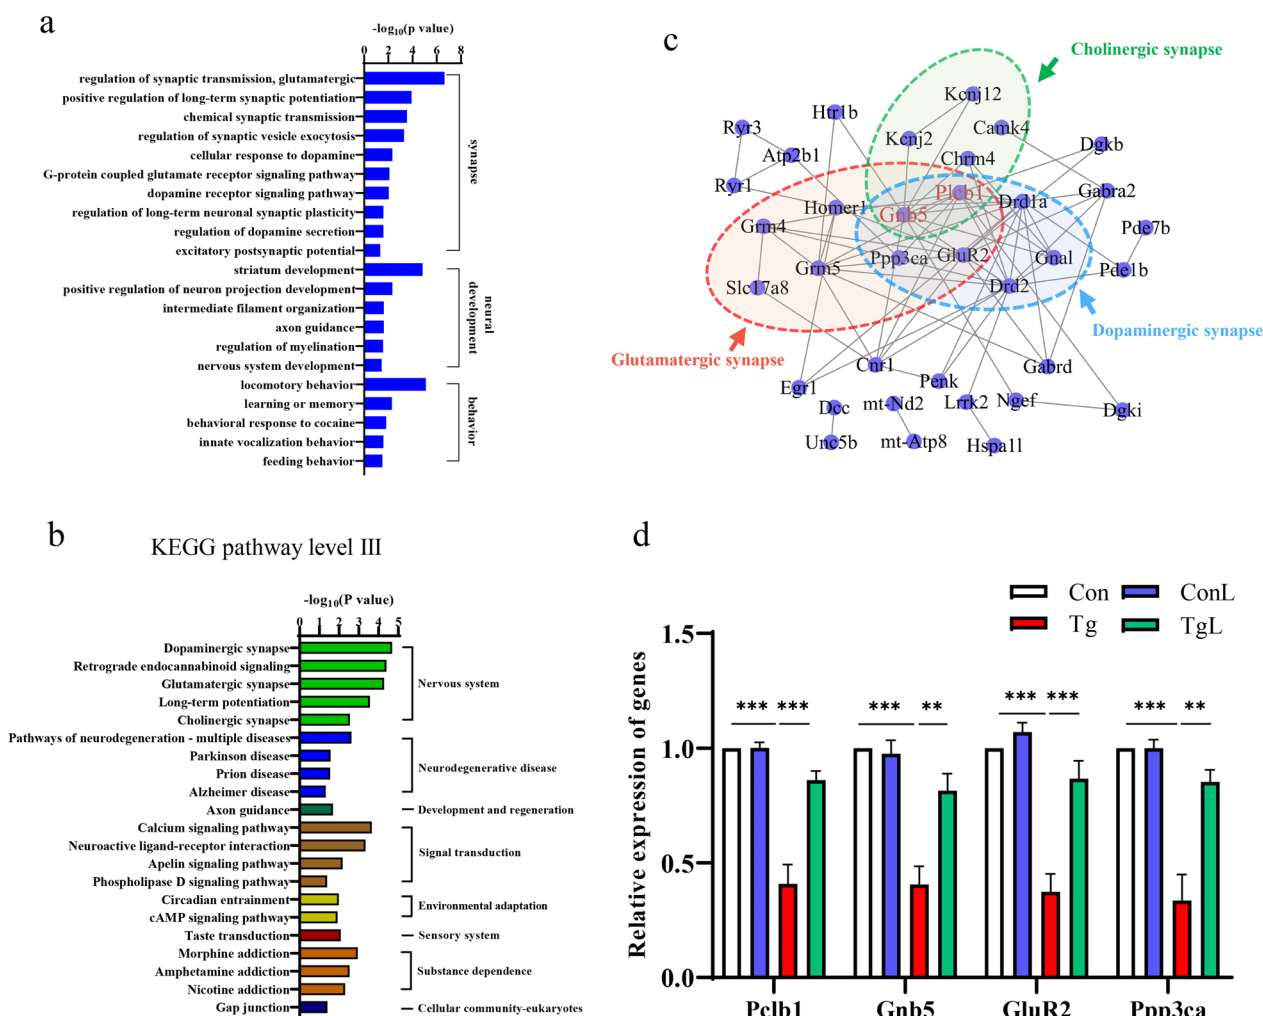 a
-log10(p value)
0 2 4 6 8
regulation of synaptic transmission, glutamatergic
positive regulation of long-term synaptic potentiation
chemical synaptic transmission
regulation of synaptic vesicle exocytosis
cellular response to dopamine
G-protein coupled glutamate receptor signaling pathway
dopamine receptor signaling pathway
regulation of long-term neuronal synaptic plasticity
regulation of dopamine secretion
excitatory postsynaptic potential
synapse
striatum development
positive regulation of neuron projection development
intermediate filament organization
axon guidance
regulation of myelination
nervous system development
neural
development
locomotory behavior
learning or memory
behavioral response to cocaine
innate vocalization behavior
feeding behavior
behavior
c
Cholinergic synapse
Kcnj12
Htr1b
Ryr3
Kcnj2
Camk4
Atp2b1
Chrm4
Dgkb
Ryr1
Plcb1
Gabra2
Homer1
Drd1a
Gnb5
Grm4
Pde7b
Ppp3ca
GluR2
Gnal
Grm5
Pde1b
Slc17a8
Drd2
Dopaminergic synapse
Glutamatergic synapse
Cnr1
Gabrd
Egr1
Penk
Dcc
mt-Nd2
Lrrk2
Ngef
Dgki
Unc5b
mt-Atp8
Hspa1l
b
KEGG pathway level III
-log10(P value)
0 1 2 3 4 5
Dopaminergic synapse
Retrograde endocannabinoid signaling
Glutamatergic synapse
Long-term potentiation
Cholinergic synapse
Nervous system
Pathways of neurodegeneration - multiple diseases
Parkinson disease
Prion disease
Alzheimer disease
Neurodegenerative disease
Axon guidance
Development and regeneration
Calcium signaling pathway
Neuroactive ligand-receptor interaction
Apelin signaling pathway
Phospholipase D signaling pathway
Signal transduction
Circadian entrainment
cAMP signaling pathway
Environmental adaptation
Taste transduction
Sensory system
Morphine addiction
Amphetamine addiction
Nicotine addiction
Substance dependence
Gap junction
Cellular community-eukaryotes
d
Con ConL
Tg TgL
Relative expression of genes
1.5
1.0
0.5
0.0
*** *** *** ** *** *** *** **
Pclb1 Gnb5 GluR2 Ppp3ca